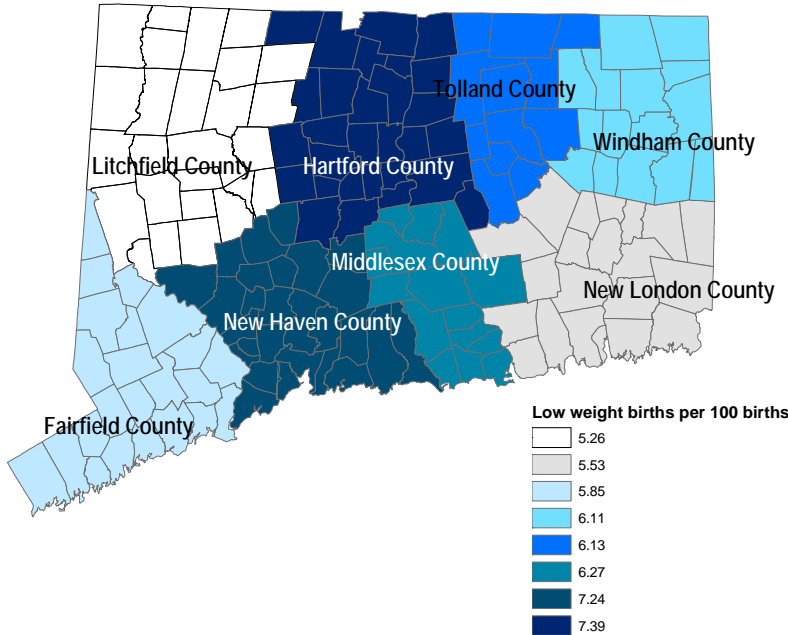 Tolland County
Windham County
Litchfield County
Hartford County
Middlesex County
New London County
New Haven County
Fairfield County
Low weight births per 100 births
5.26
5.53
5.85
6.11
6.13
6.27
7.24
7.39